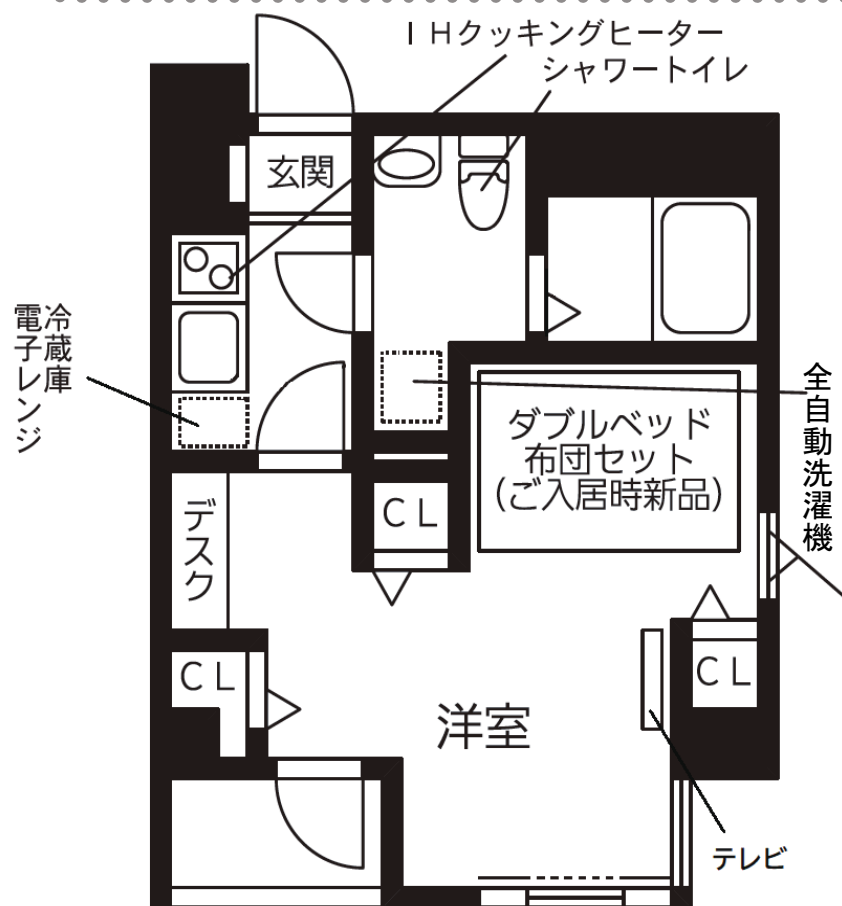 IHクッキングヒーター
シャワートイレ
玄関
冷蔵庫
電子レンジ
全自動洗濯機
ダブルベッド
布団セット
(ご入居時新品)
CL
デスク
CL
CL
洋室
テレビ